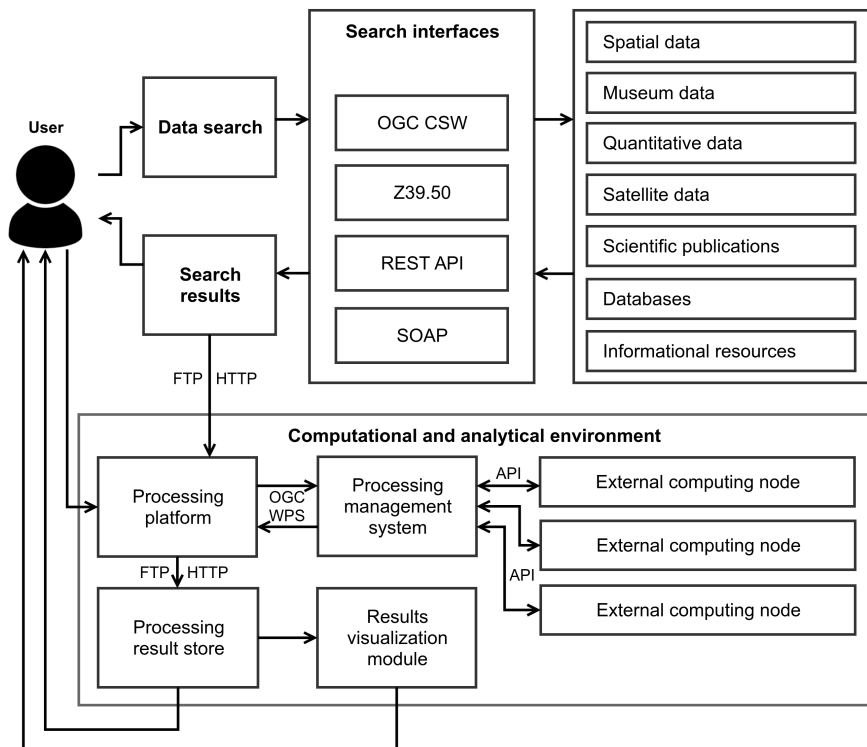 User
Data search
Search
results
Search interfaces
OGC CSW
Z39.50
REST API
SOAP
Spatial data
Museum data
Quantitative data
Satellite data
Scientific publications
Databases
Informational resources
FTP HTTP
Computational and analytical environment
Processing
platform
OGC
WPS
Processing
management
system
API
API
External computing node
External computing node
External computing node
FTP HTTP
Processing
result store
Results
visualization
module